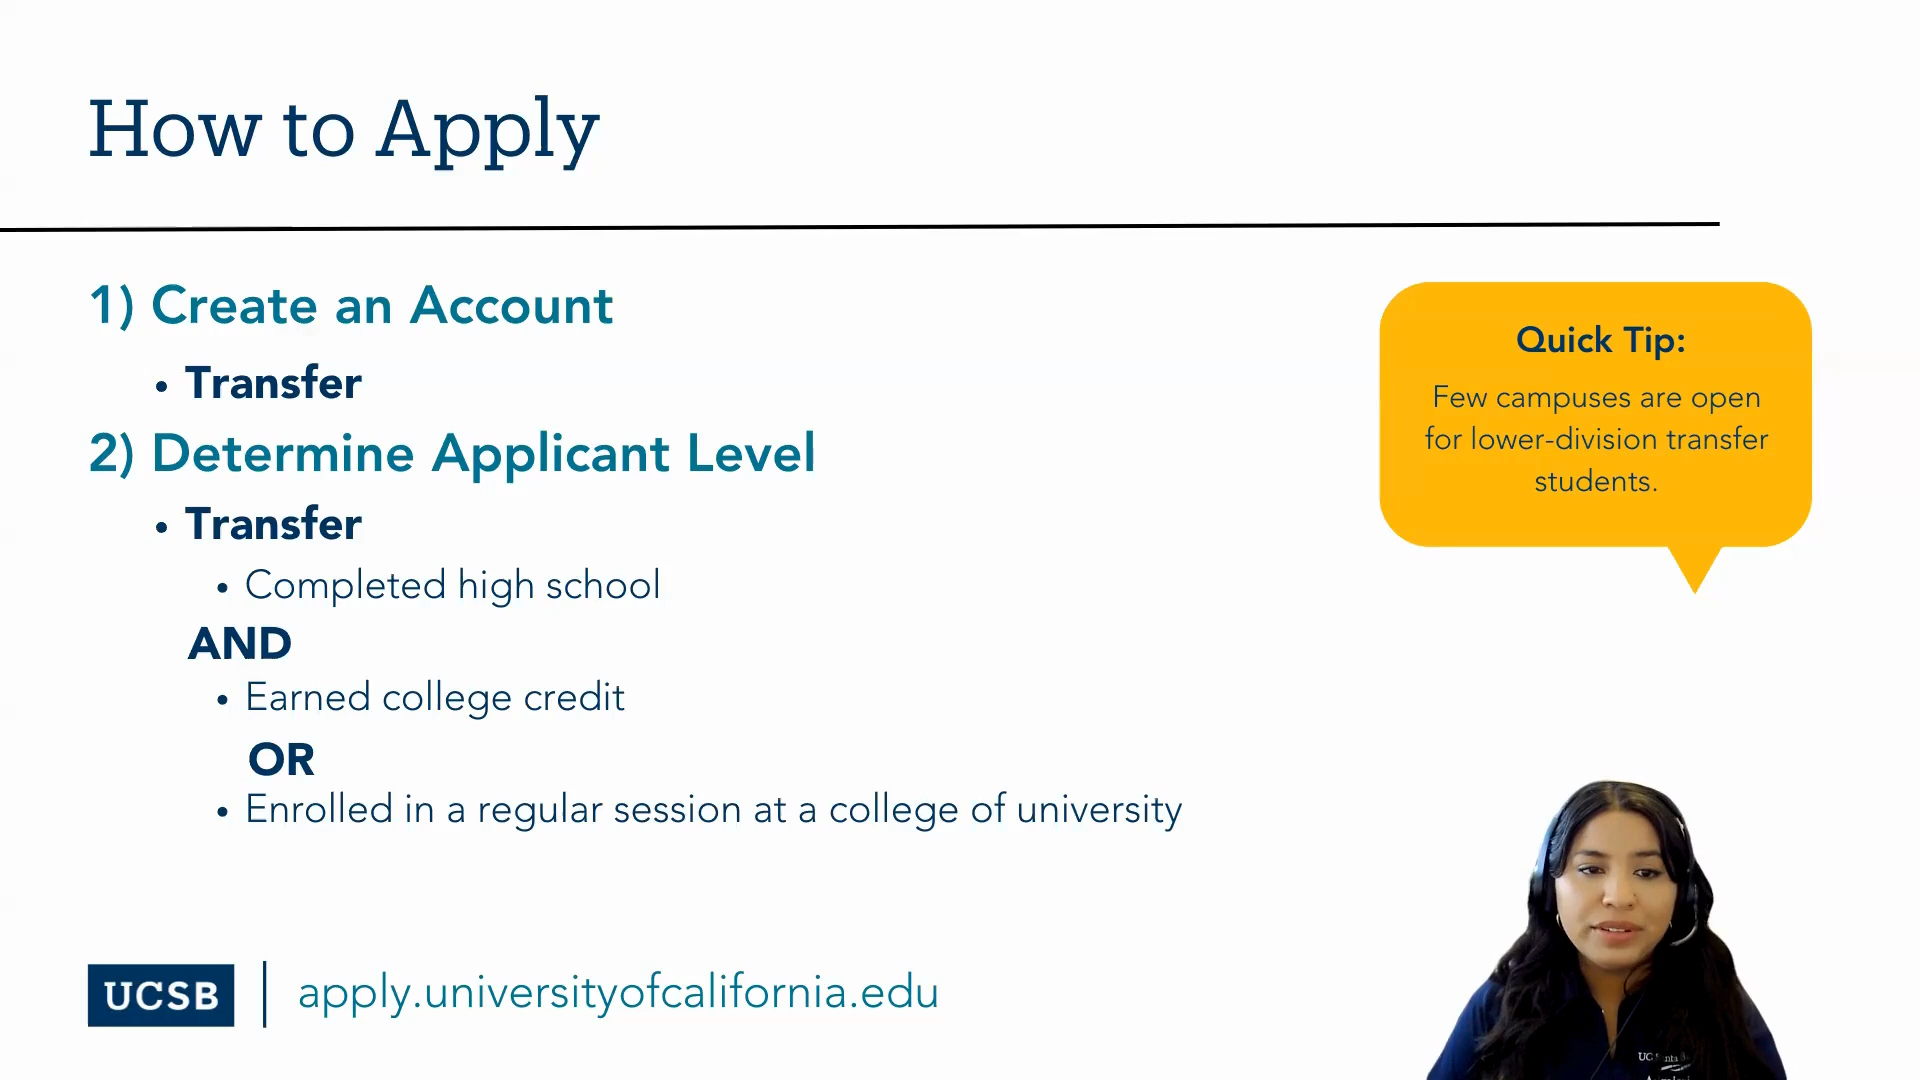 How to Apply
1) Create an Account
• Transfer
2) Determine Applicant Level
• Transfer
• Completed high school
AND
• Earned college credit
OR
• Enrolled in a regular session at a college of university
Quick Tip:
Few campuses are open
for lower-division transfer
students.
UCSB
apply.universityofcalifornia.edu
UC